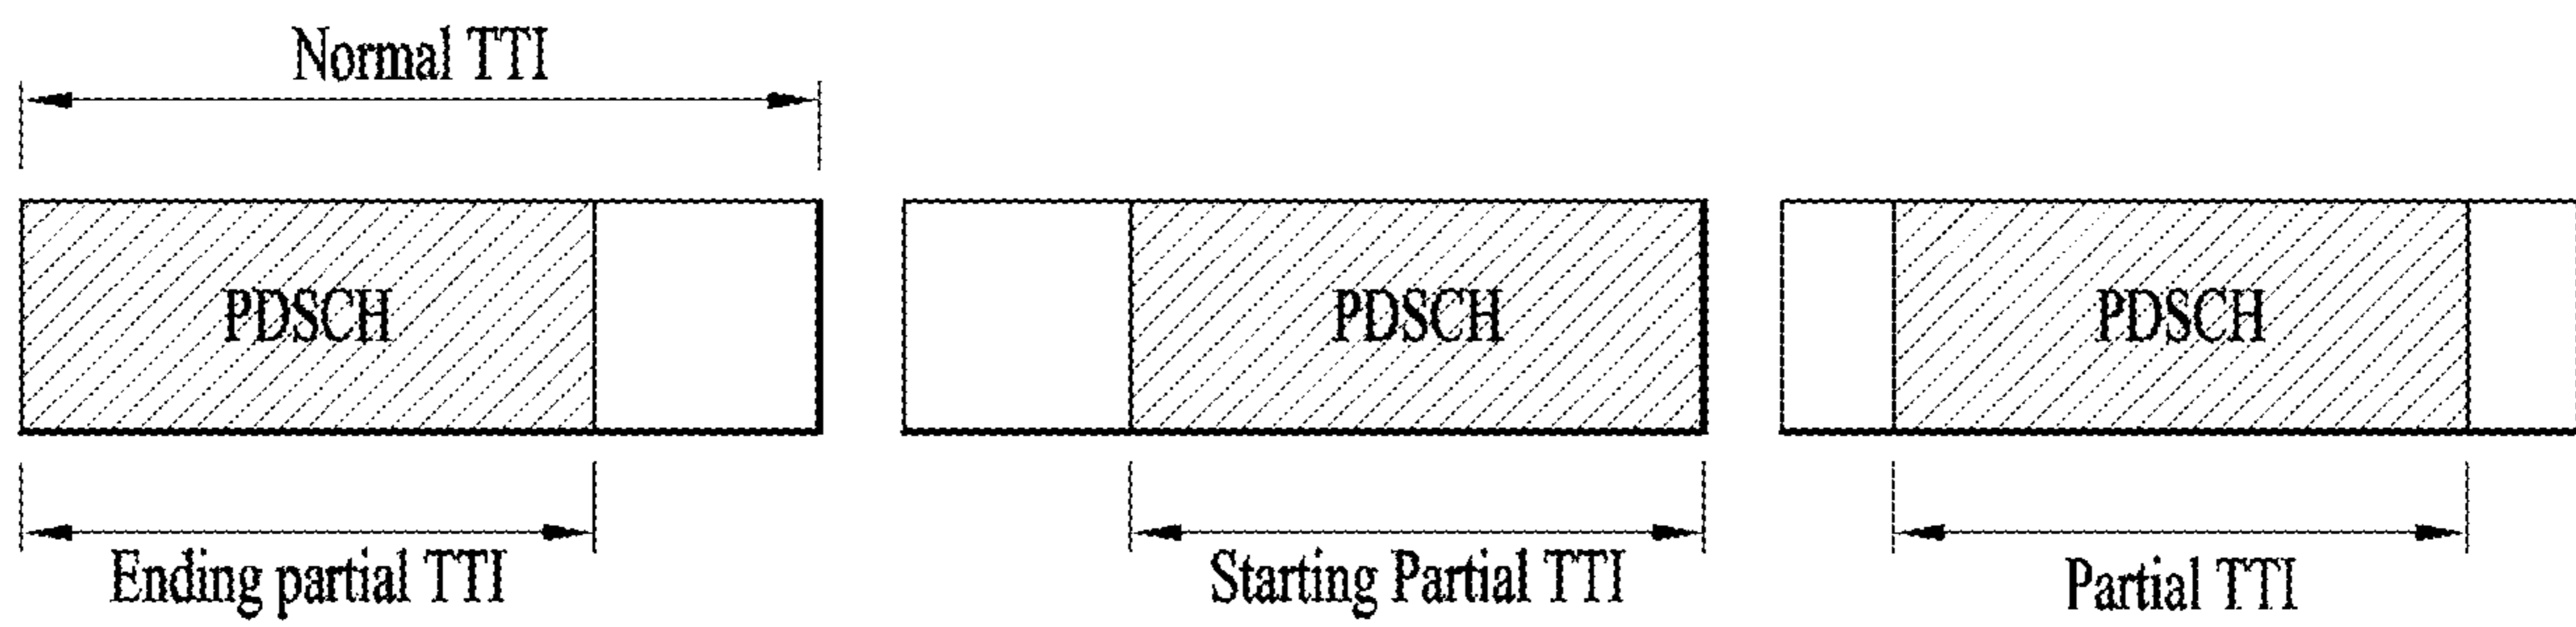 Normal TTI
PDSCH
PDSCH
PDSCH
Ending partial TTI
Starting Partial TTI
Partial TTI